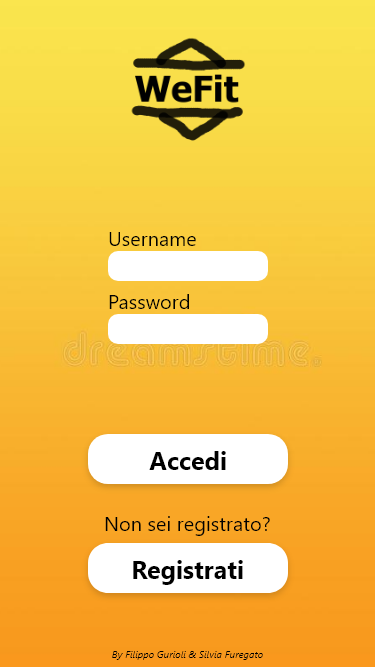 WeFit
Username
Password
dreamstime.
Accedi
Non sei registrato?
Registrati
By Filippo Gurioli & Silvia Furegato